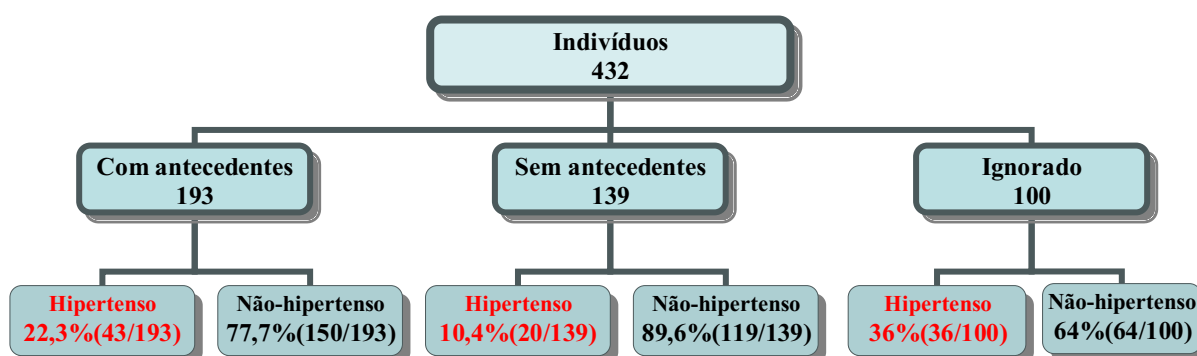 Indivíduos
432
Com antecedentes
193
Sem antecedentes
139
Ignorado
100
Hipertenso
22,3%(43/193)
Não-hipertenso
77,7%(150/193)
Hipertenso
10,4%(20/139)
Não-hipertenso
89,6%(119/139)
Hipertenso
36%(36/100)
Não-hipertenso
64%(64/100)